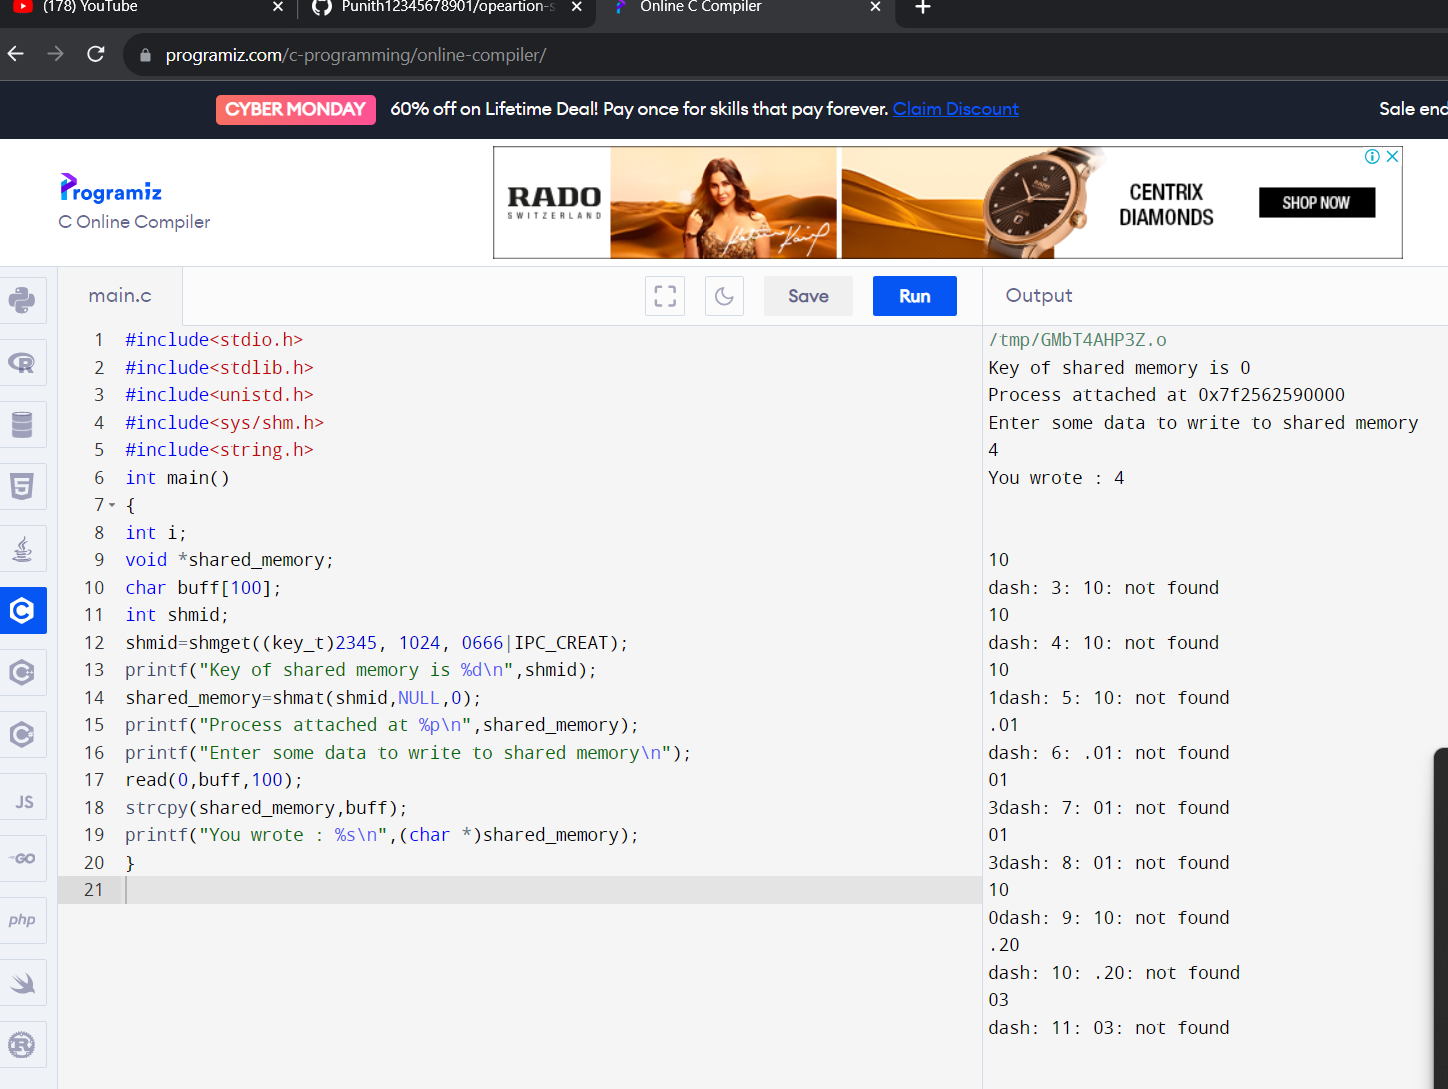 (178) YouTube
Punith12345678901/opeartion-s
Online C Compiler
programiz.com/c-programming/online-compiler/
CYBER MONDAY 60% off on Lifetime Deal! Pay once for skills that pay forever. Claim Discount
Sale end
Programiz
C Online Compiler
RADO
SWITZERLAND
CENTRIX
DIAMONDS
SHOP NOW
main.c
Save
Run
Output
1 #include<stdio.h>
2 #include<stdlib.h>
3 #include<unistd.h>
4 #include<sys/shm.h>
5 #include<string.h>
6 int main()
7 {
8 int i;
9 void *shared_memory;
10 char buff[100];
11 int shmid;
12 shmid=shmget((key_t)2345, 1024, 0666|IPC_CREAT);
13 printf("Key of shared memory is %d\n",shmid);
14 shared_memory=shmat(shmid,NULL,0);
15 printf("Process attached at %p\n",shared_memory);
16 printf("Enter some data to write to shared memory\n");
17 read(0,buff,100);
18 strcpy(shared_memory,buff);
19 printf("You wrote : %s\n",(char *)shared_memory);
20 }
21
/tmp/GMbT4AHP3Z.o
Key of shared memory is 0
Process attached at 0x7f2562590000
Enter some data to write to shared memory
4
You wrote : 4
10
dash: 3: 10: not found
10
dash: 4: 10: not found
10
1dash: 5: 10: not found
.01
dash: 6: .01: not found
01
3dash: 7: 01: not found
01
3dash: 8: 01: not found
10
0dash: 9: 10: not found
.20
dash: 10: .20: not found
03
dash: 11: 03: not found
R
5
C
C
C
JS
GO
php
R